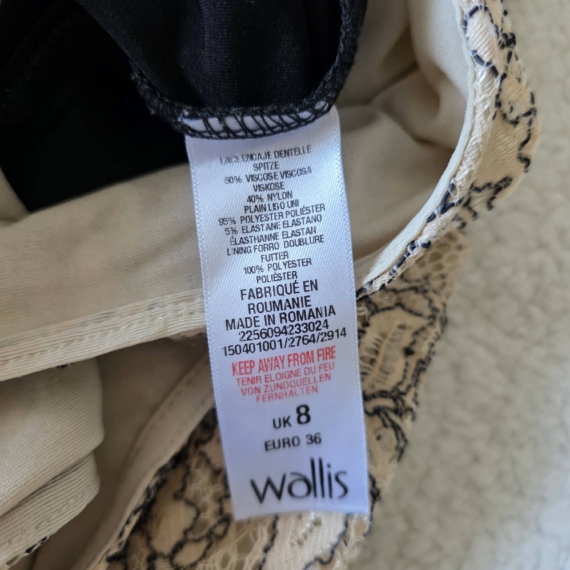 LACE ENCAJE DENTELLE
SPITZE
60% VISCOSE VISCOSA
VISKOSE
40% NYLON
PLAIN LISO UNI
95% POLYESTER POLIÉSTER
5% ELASTANE ELASTANO
ÉLASTHANNE ELASTAN
LINING FORRO DOUBLURE
FUTTER
100% POLYESTER
POLIÉSTER
FABRIQUÉ EN
ROUMANIE
MADE IN ROMANIA
2256094233024
150401001/2764/2914
KEEP AWAY FROM FIRE
TENIR ELOIGNE DU FEU
VON ZUNDQUELLEN
FERNHALTEN
UK 8
EURO 36
wallis